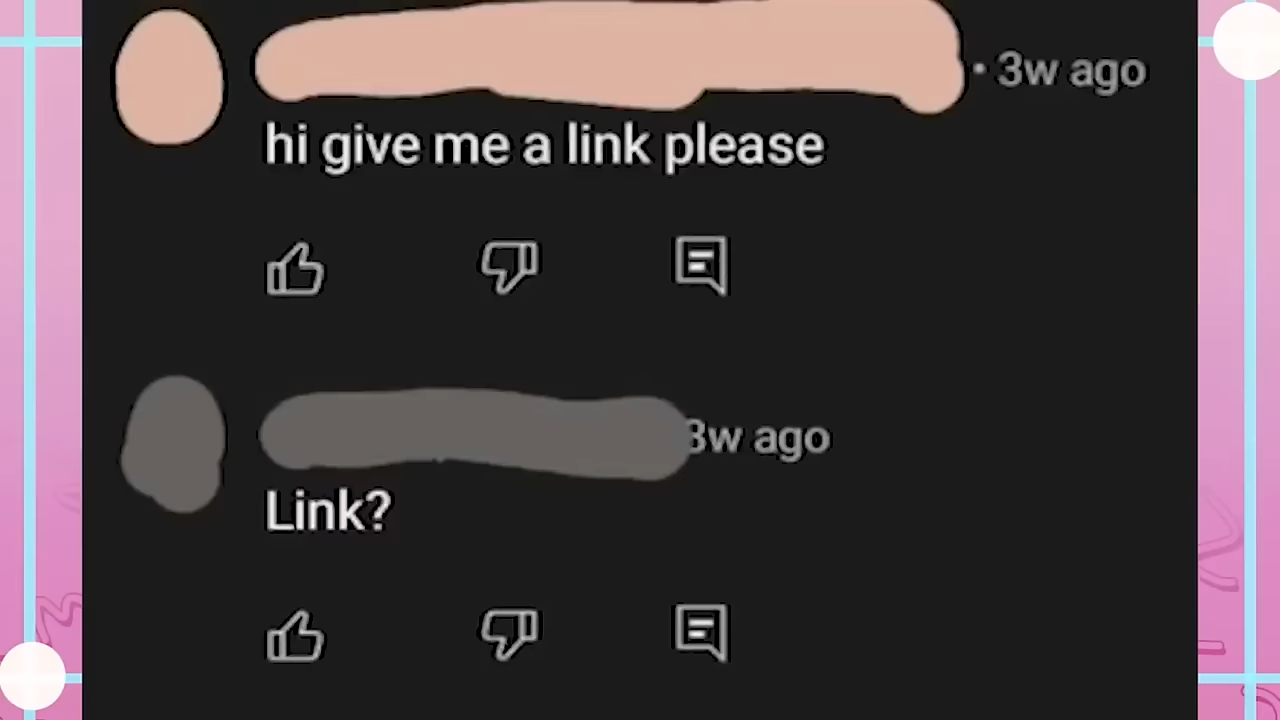 • 3w ago
hi give me a link please
3w ago
Link?